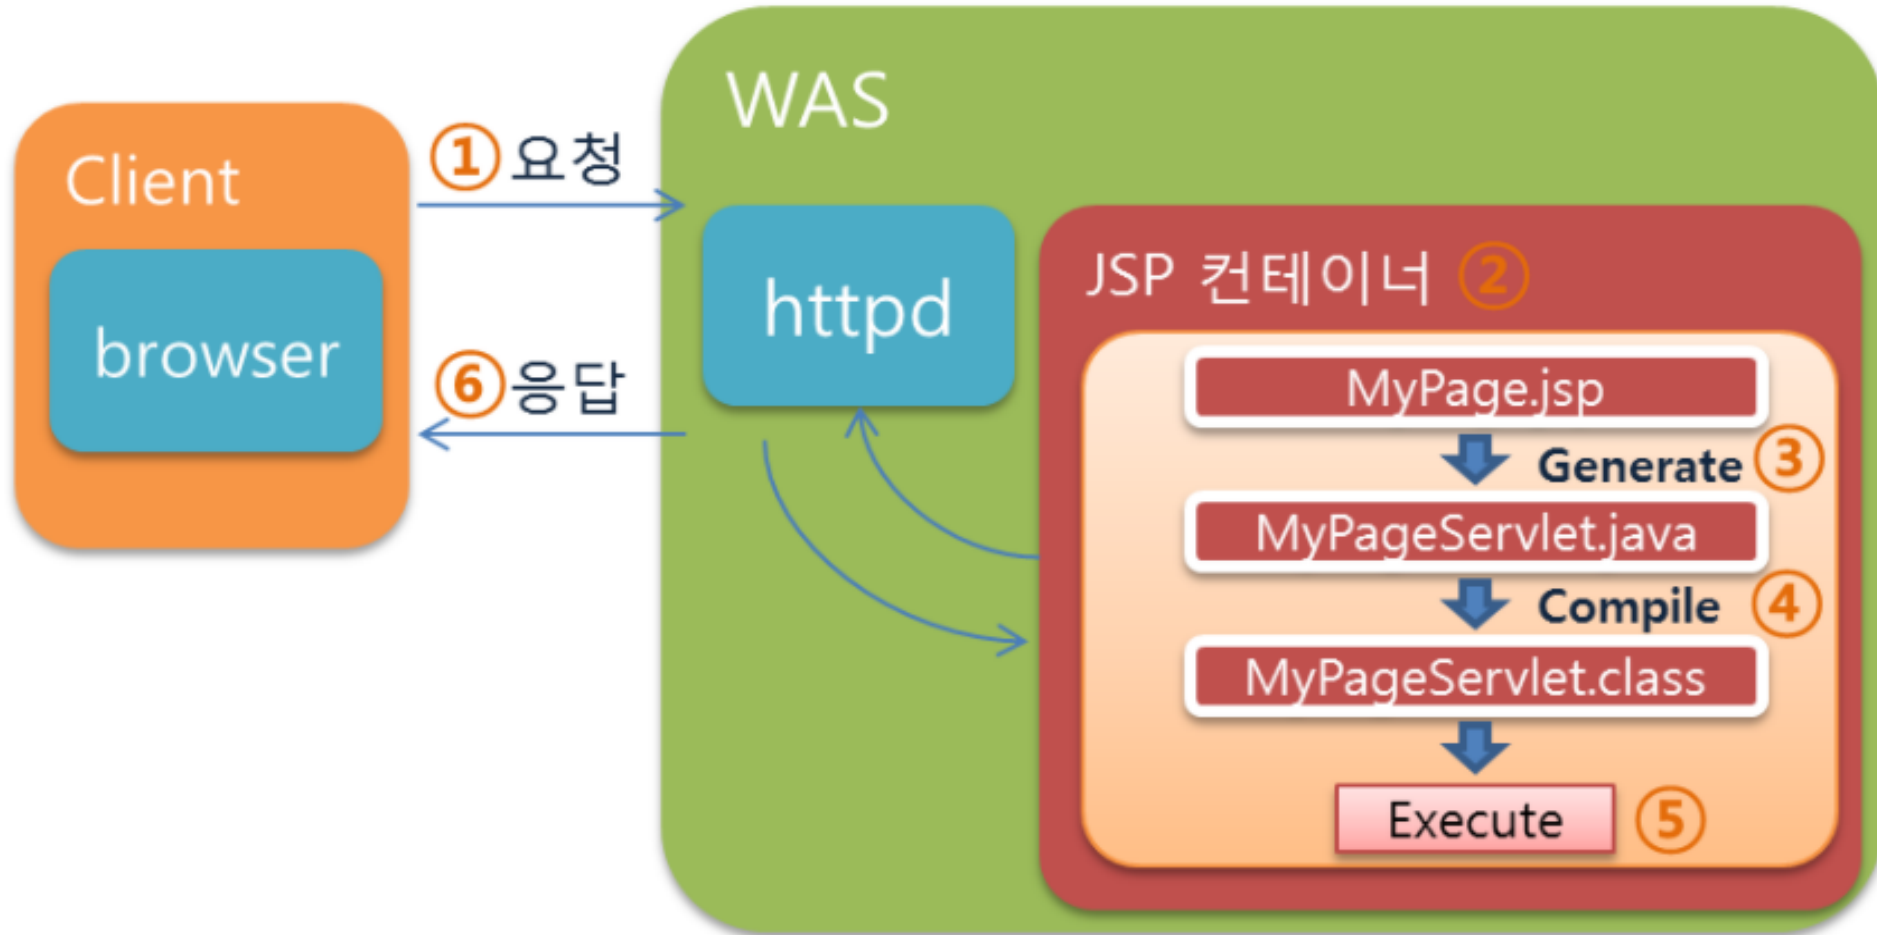 WAS
Client
① 요청
browser
httpd
⑥ 응답
JSP 컨테이너 ②
MyPage.jsp
Generate ③
MyPageServlet.java
Compile ④
MyPageServlet.class
Execute ⑤